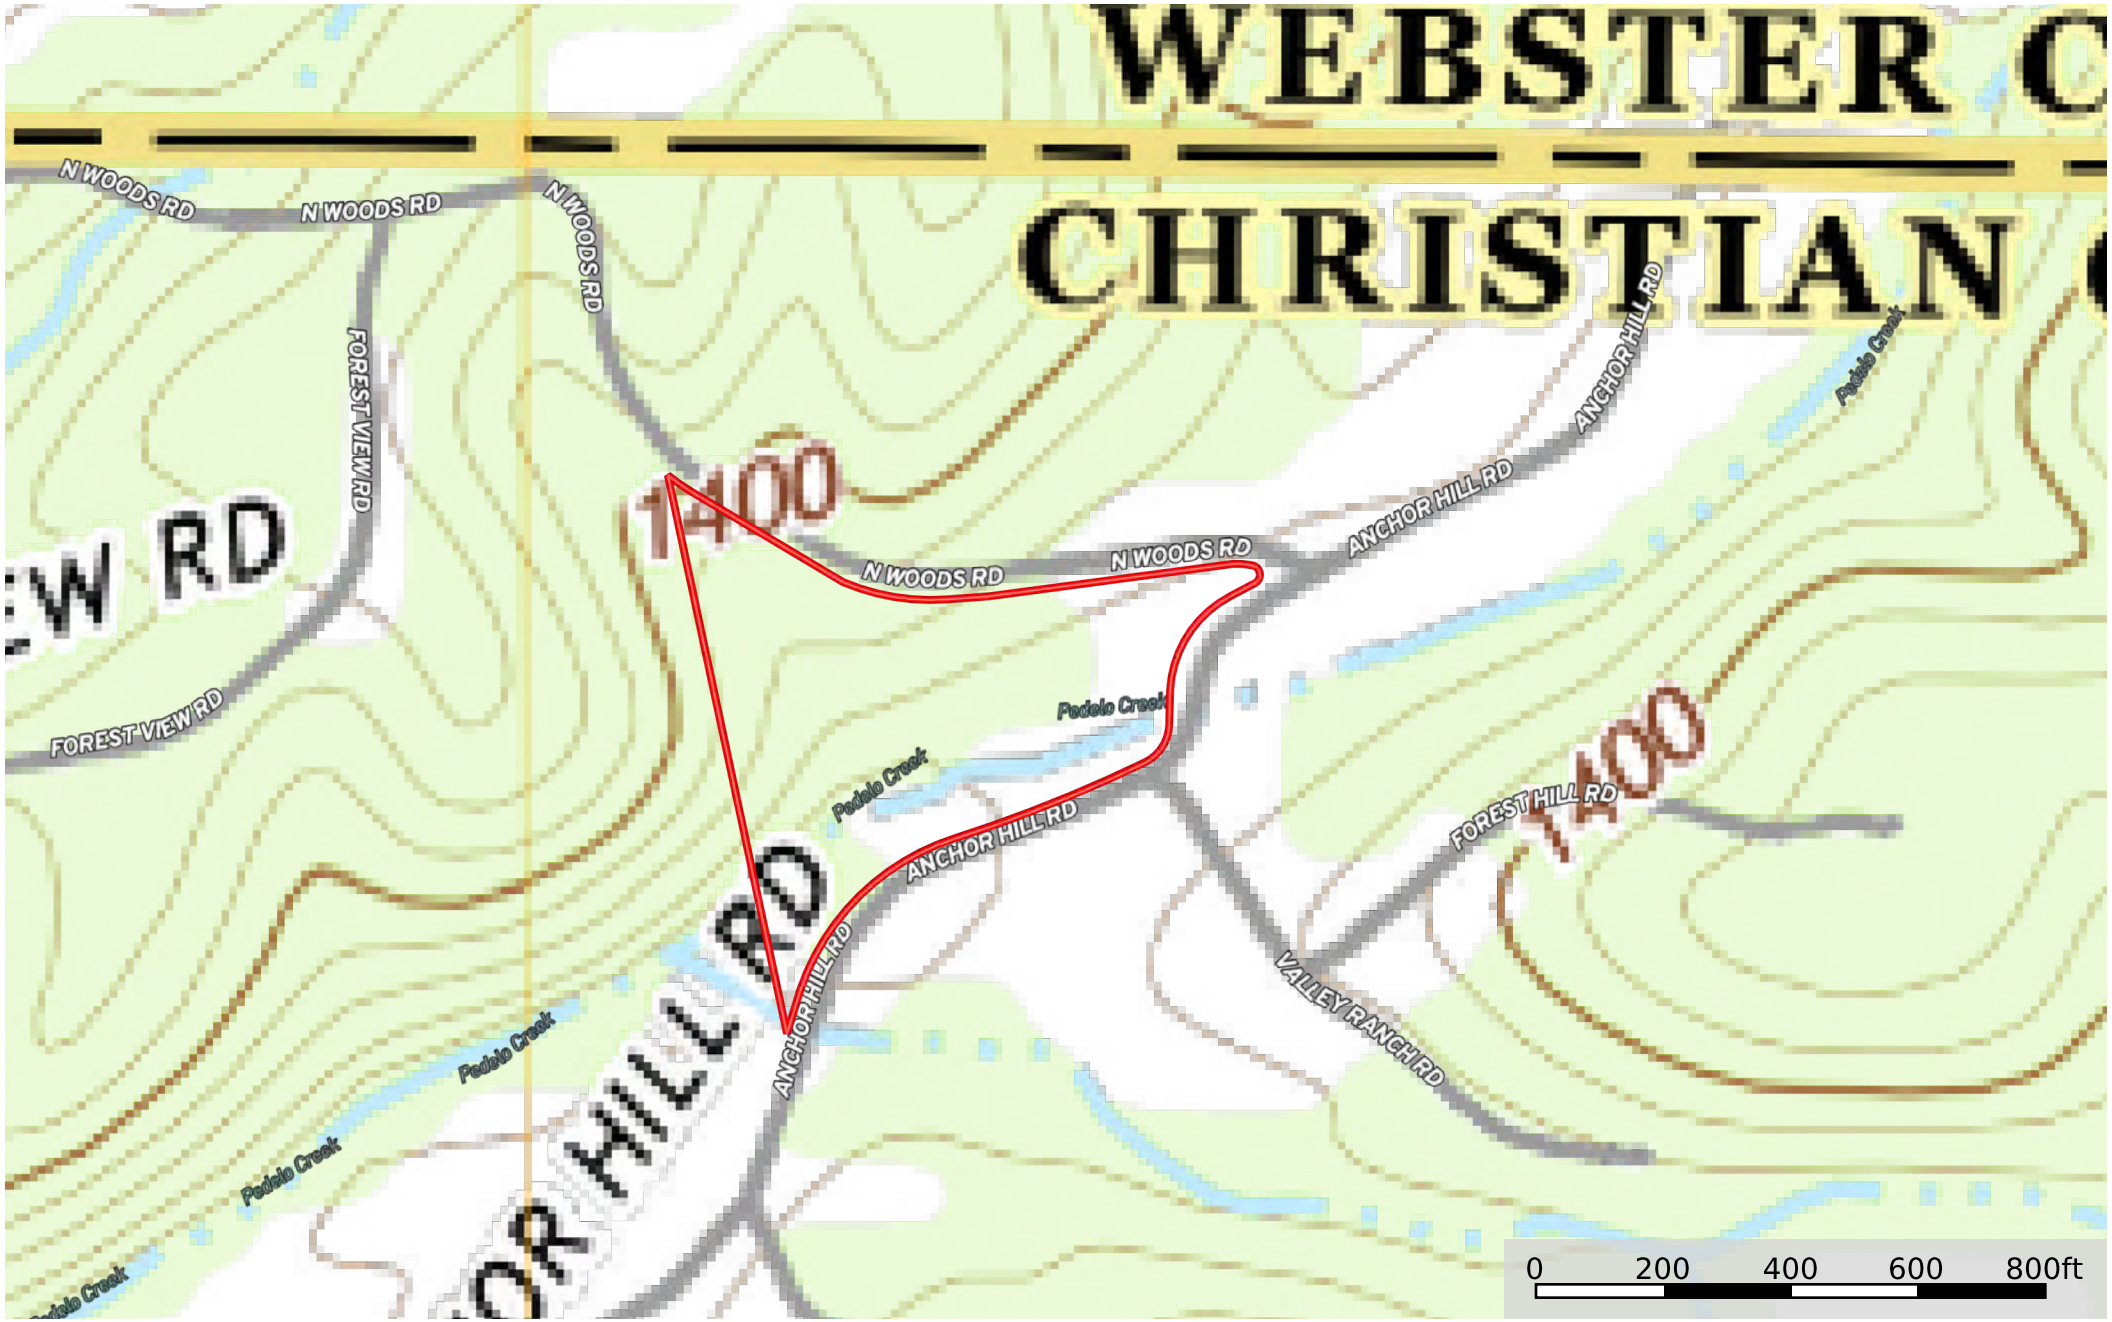 WEBSTER C
N WOODS RD
N WOODS RD
N WOODS RD
CHRISTIAN
ANCHOR HILL RD
Pedelo Creek
FOREST VIEW RD
1400
ANCHOR HILL RD
EW RD
N WOODS RD
N WOODS RD
FOREST VIEW RD
Pedelo Creek
1400
Pedelo Creek
FOREST HILL RD
ANCHOR HILL RD
RD
ANCHOR HILL RD
VALLEY RANCH RD
Pedelo Creek
HILL
Pedelo Creek
OR
Pedelo Creek
0 200 400 600 800ft